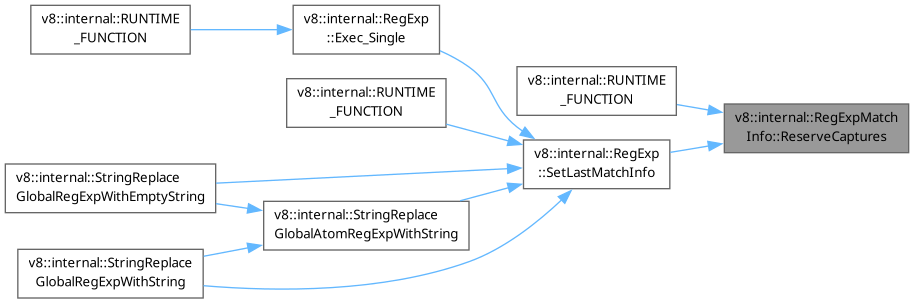 v8::internal::RUNTIME
_FUNCTION
v8::internal::RegExp
::Exec_Single
v8::internal::RUNTIME
_FUNCTION
v8::internal::RUNTIME
_FUNCTION
v8::internal::RegExpMatch
Info::ReserveCaptures
v8::internal::RegExp
::SetLastMatchInfo
v8::internal::StringReplace
GlobalRegExpWithEmptyString
v8::internal::StringReplace
GlobalAtomRegExpWithString
v8::internal::StringReplace
GlobalRegExpWithString